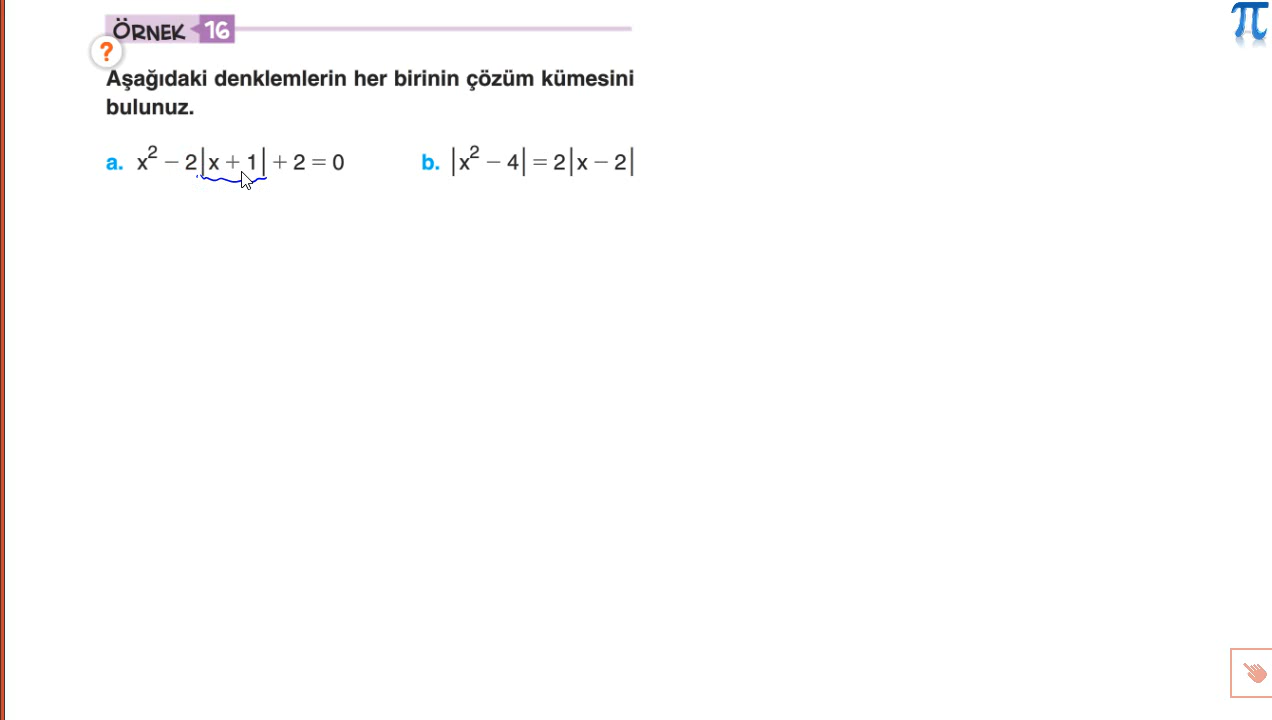 ÖRNEK 16
?
Aşağıdaki denklemlerin her birinin çözüm kümesini
bulunuz.
a. x² − 2|x + 1| + 2 = 0
b. |x² − 4| = 2|x − 2|
π